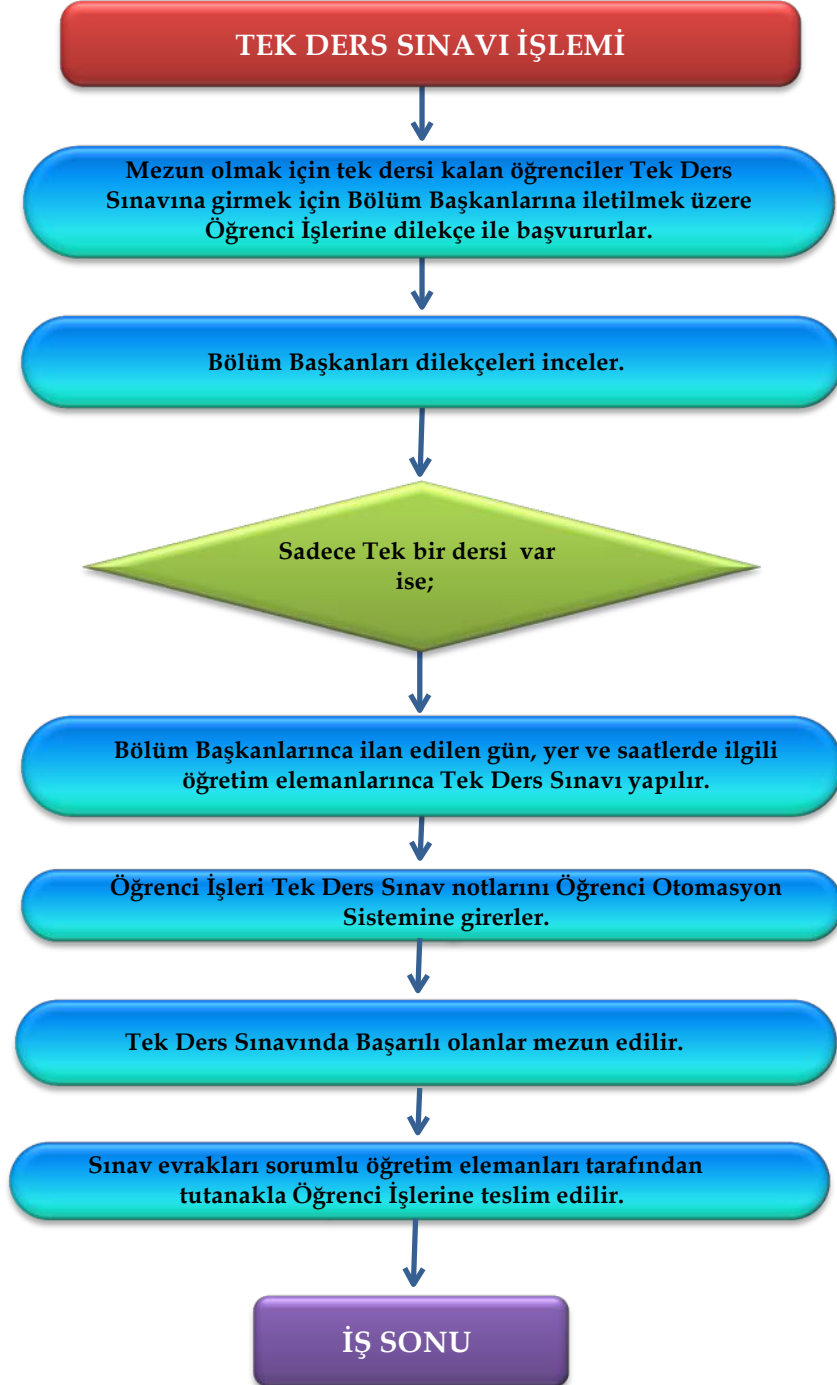 TEK DERS SINAVI İŞLEMİ
Mezun olmak için tek dersi kalan öğrenciler Tek Ders
Sınavına girmek için Bölüm Başkanlarına iletilmek üzere
Öğrenci İşlerine dilekçe ile başvururlar.
Bölüm Başkanları dilekçeleri inceler.
Sadece Tek bir dersi var
ise;
Bölüm Başkanlarınca ilan edilen gün, yer ve saatlerde ilgili
öğretim elemanlarınca Tek Ders Sınavı yapılır.
Öğrenci İşleri Tek Ders Sınav notlarını Öğrenci Otomasyon
Sistemine girerler.
Tek Ders Sınavında Başarılı olanlar mezun edilir.
Sınav evrakları sorumlu öğretim elemanları tarafından
tutanakla Öğrenci İşlerine teslim edilir.
İŞ SONU